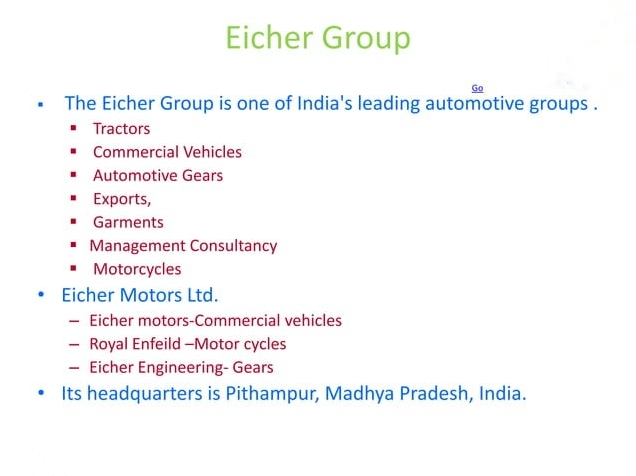 Eicher Group
Go
▪ The Eicher Group is one of India's leading automotive groups .
▪ Tractors
▪ Commercial Vehicles
▪ Automotive Gears
▪ Exports,
▪ Garments
▪ Management Consultancy
▪ Motorcycles
• Eicher Motors Ltd.
– Eicher motors-Commercial vehicles
– Royal Enfeild –Motor cycles
– Eicher Engineering- Gears
• Its headquarters is Pithampur, Madhya Pradesh, India.